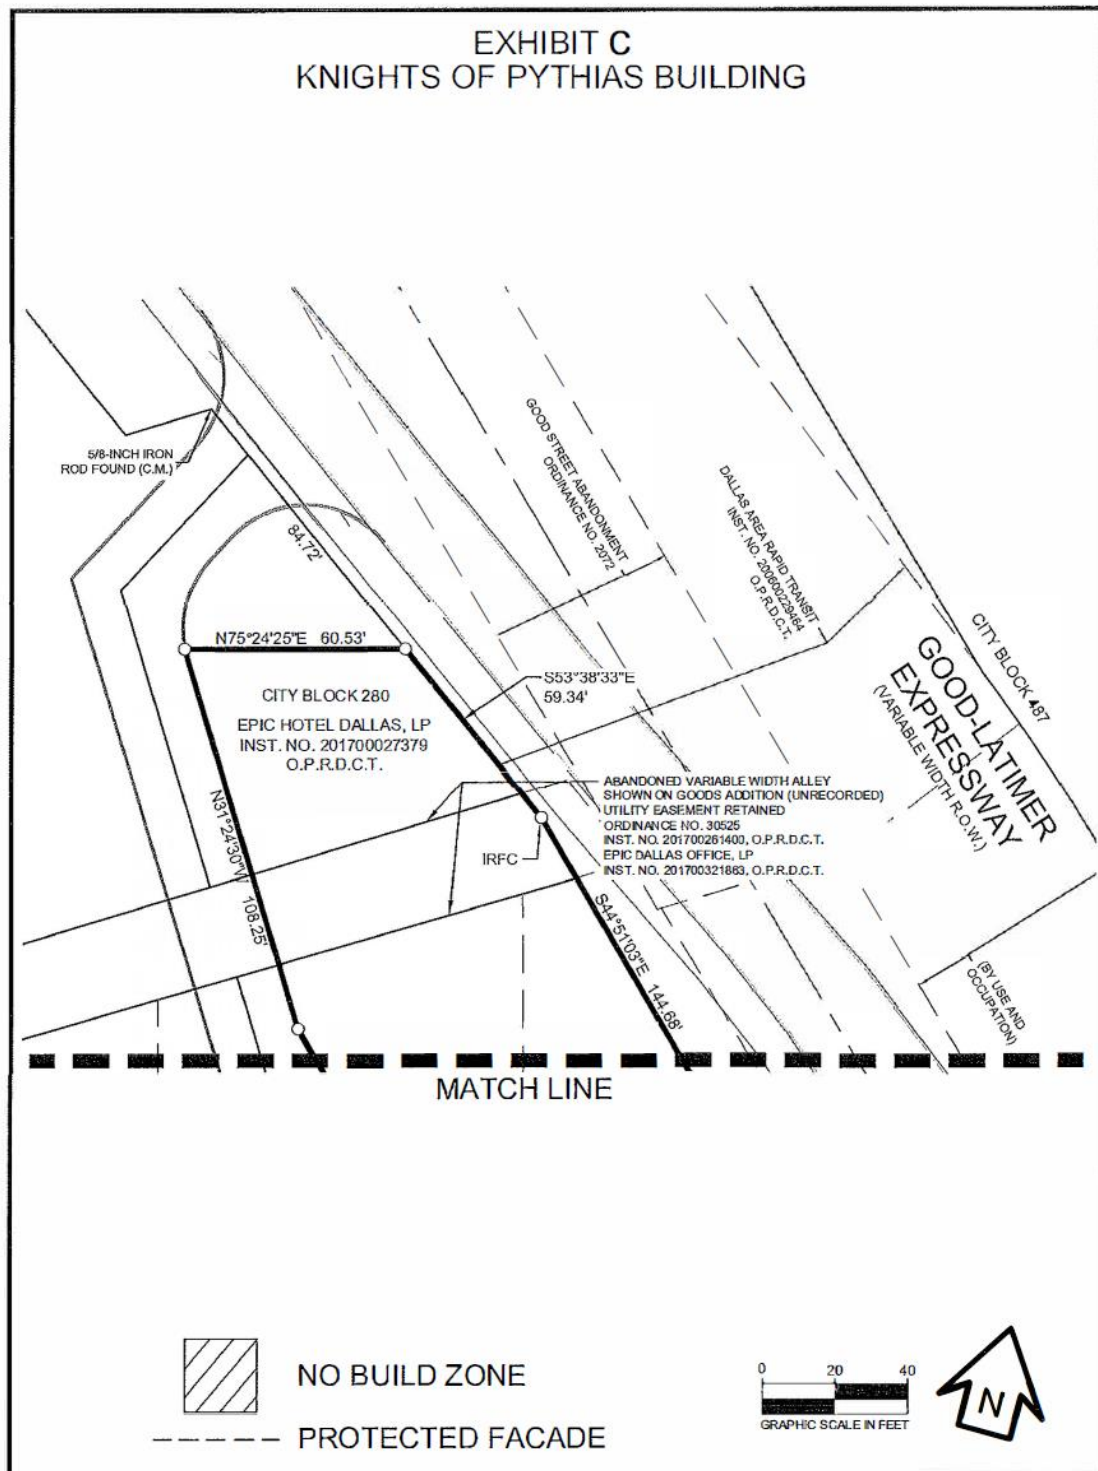 EXHIBIT C
KNIGHTS OF PYTHIAS BUILDING
5/8-INCH IRON
ROD FOUND (C.M.)
84.72'
GOOD STREET ABANDONMENT
ORDINANCE NO. 2072
DALLAS AREA RAPID TRANSIT
INST. NO. 200600229464
O.P.R.D.C.T.
CITY BLOCK 487
GOOD-LATIMER
EXPRESSWAY
(VARIABLE WIDTH R.O.W.)
N75°24'25"E 60.53'
S53°38'33"E
59.34'
CITY BLOCK 280
EPIC HOTEL DALLAS, LP
INST. NO. 201700027379
O.P.R.D.C.T.
N31°24'30"W 108.25'
ABANDONED VARIABLE WIDTH ALLEY
SHOWN ON GOODS ADDITION (UNRECORDED)
UTILITY EASEMENT RETAINED
ORDINANCE NO. 30525
INST. NO. 201700261400, O.P.R.D.C.T.
EPIC DALLAS OFFICE, LP
INST. NO. 201700321863, O.P.R.D.C.T.
IRFC
S44°51'03"E 144.68'
(BY USE AND
OCCUPATION)
MATCH LINE
NO BUILD ZONE
PROTECTED FACADE
0 20 40
GRAPHIC SCALE IN FEET
N